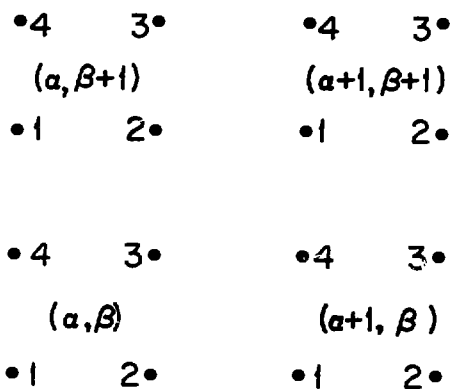 •4 3• •4 3•
(α,β+1) (α+1,β+1)
•1 2• •1 2•
•4 3• •4 3•
(α,β) (α+1, β )
•1 2• •1 2•